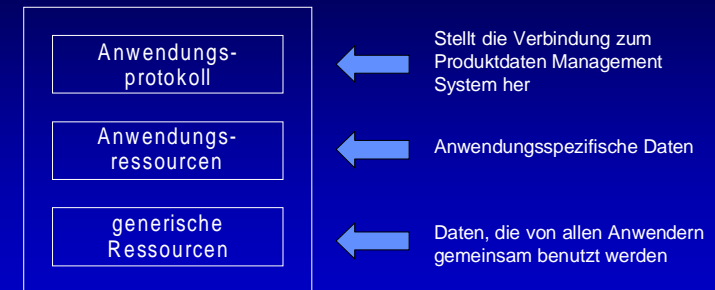 Anwendungs-
protokoll
Stellt die Verbindung zum
Produktdaten Management
System her
Anwendungs-
ressourcen
Anwendungsspezifische Daten
generische
Ressourcen
Daten, die von allen Anwendern
gemeinsam benutzt werden